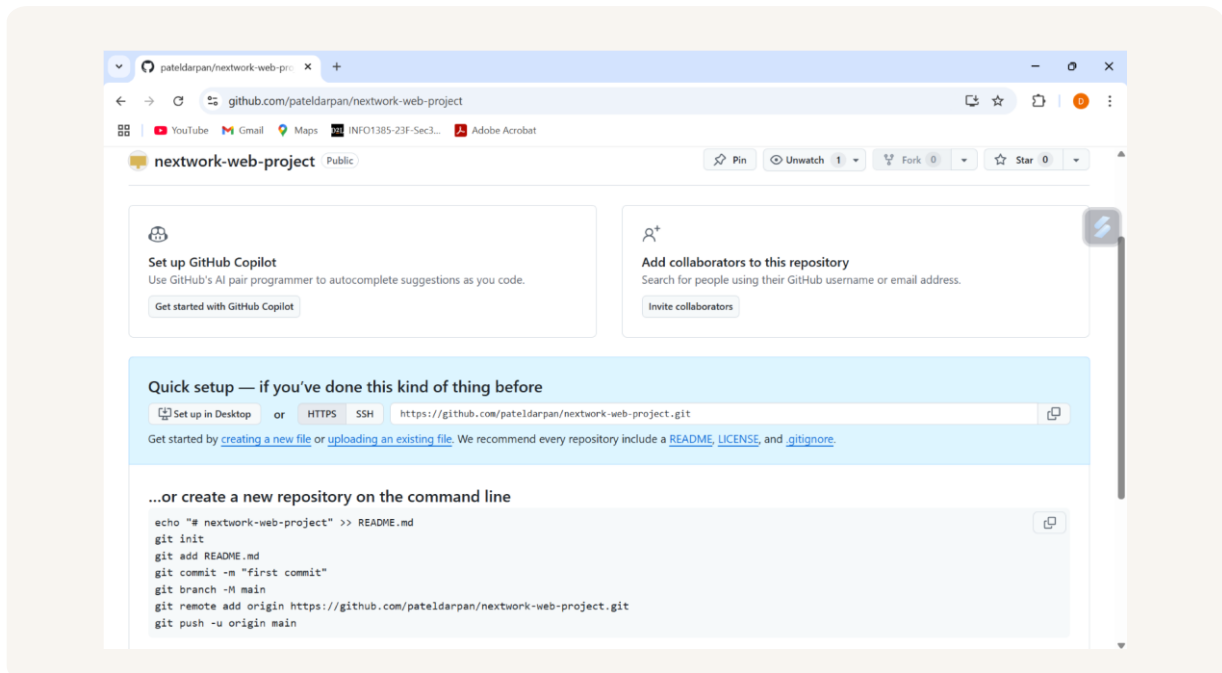 pateldarpan/nextwork-web-pro
github.com/pateldarpan/nextwork-web-project
YouTube Gmail Maps D2L INFO1385-23F-Sec3... Adobe Acrobat
D
nextwork-web-project Public Pin Unwatch 1 Fork 0 Star 0
Set up GitHub Copilot
Use GitHub's AI pair programmer to autocomplete suggestions as you code.
Get started with GitHub Copilot
Add collaborators to this repository
Search for people using their GitHub username or email address.
Invite collaborators
Quick setup — if you've done this kind of thing before
Set up in Desktop or HTTPS SSH https://github.com/pateldarpan/nextwork-web-project.git
Get started by creating a new file or uploading an existing file. We recommend every repository include a README, LICENSE, and .gitignore.
...or create a new repository on the command line
echo "# nextwork-web-project" >> README.md
git init
git add README.md
git commit -m "first commit"
git branch -M main
git remote add origin https://github.com/pateldarpan/nextwork-web-project.git
git push -u origin main